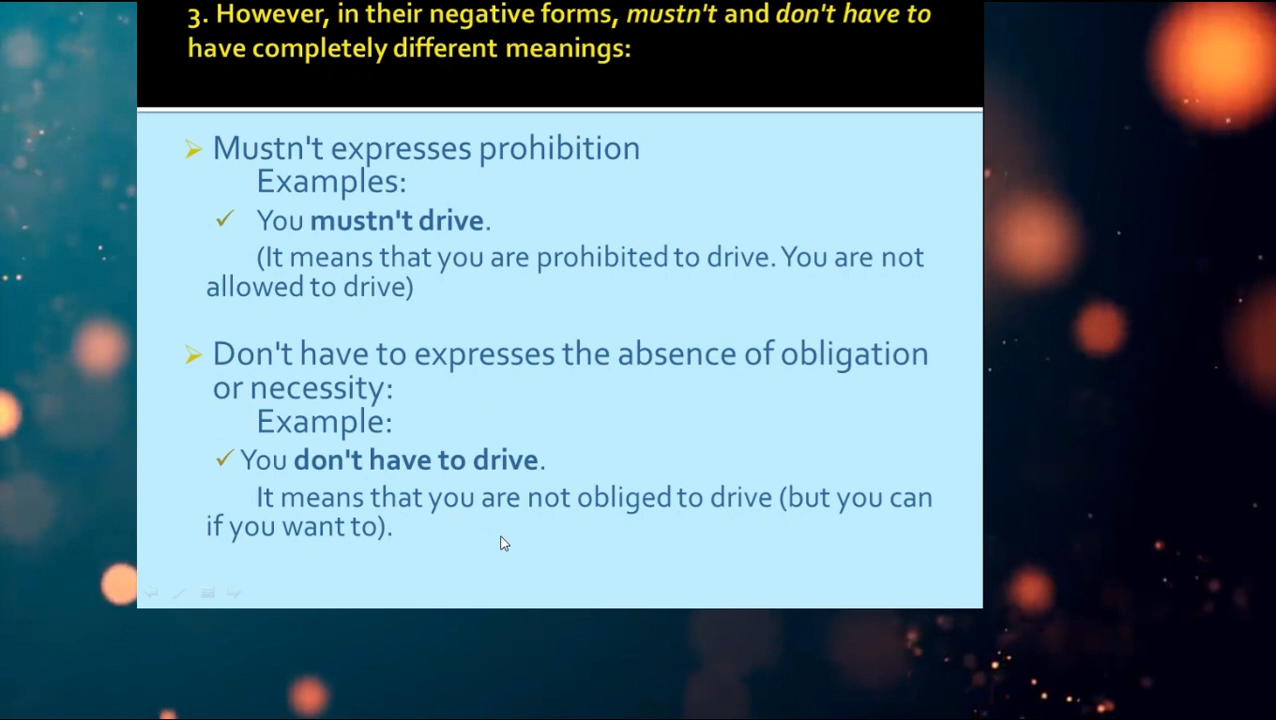 3. However, in their negative forms, mustn't and don't have to
have completely different meanings:
Mustn't expresses prohibition
Examples:
You mustn't drive.
(It means that you are prohibited to drive. You are not
allowed to drive)
Don't have to expresses the absence of obligation
or necessity:
Example:
You don't have to drive.
It means that you are not obliged to drive (but you can
if you want to).